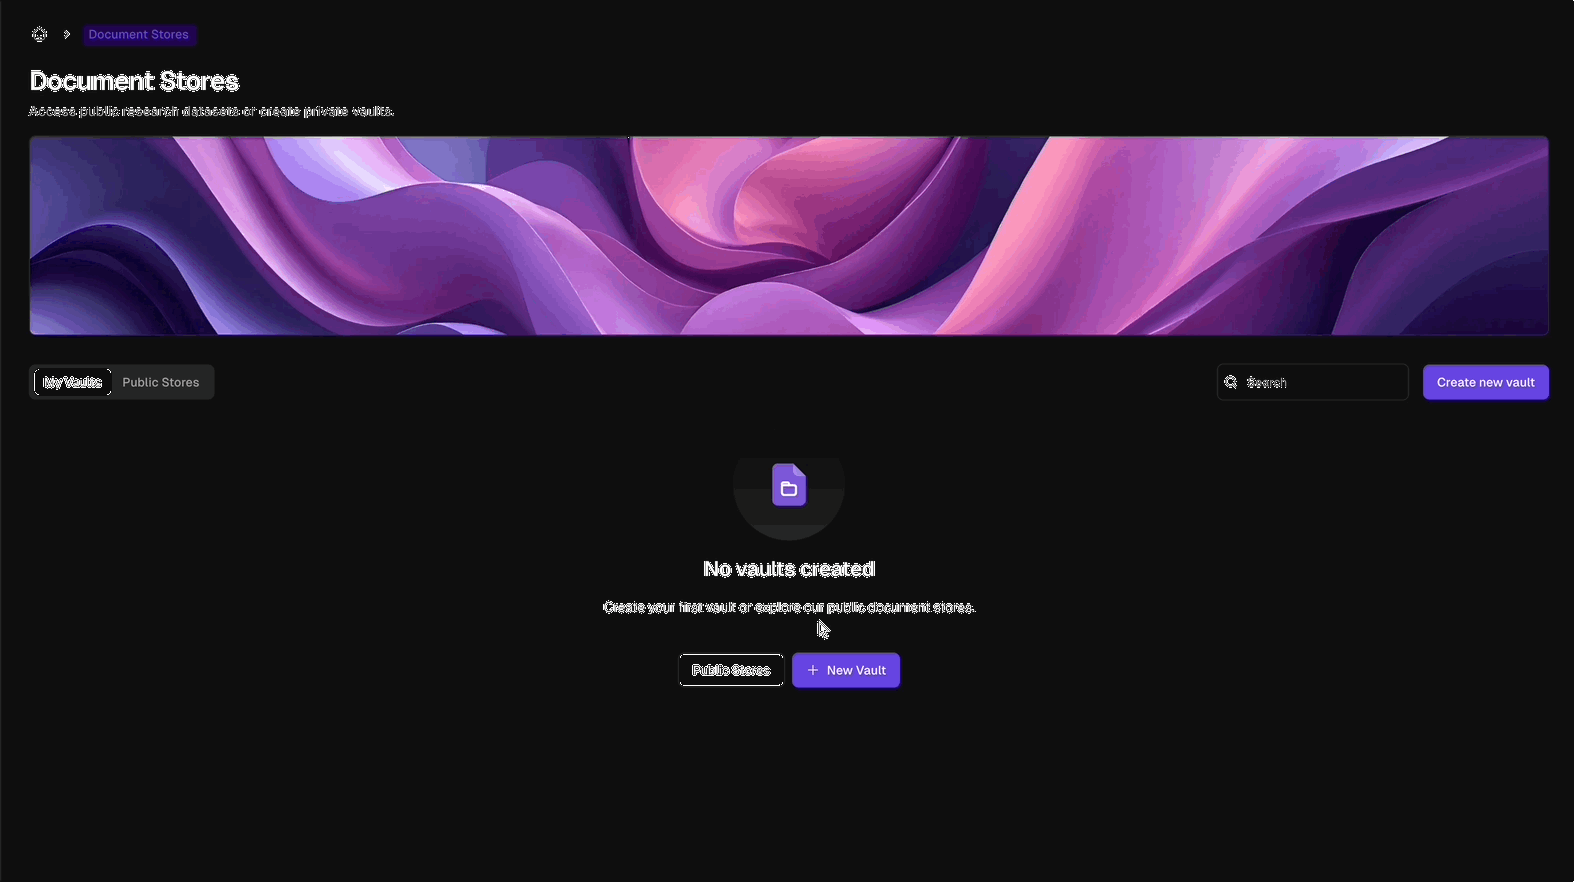 Document Stores
Document Stores
Access public research datasets or create private vaults.
My Vaults
Public Stores
Search
Create new vault
No vaults created
Create your first vault or explore our public document stores.
Public Stores
+ New Vault